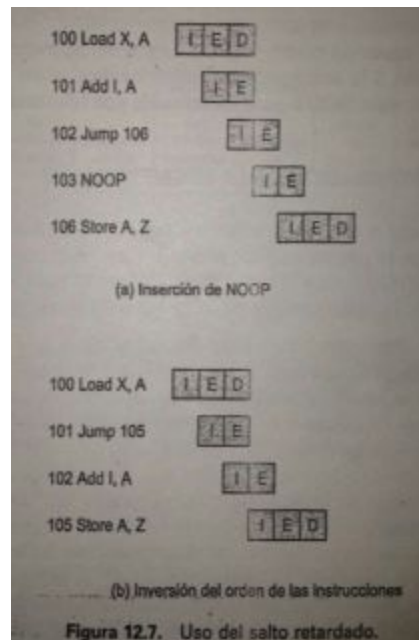 100 Load X, A I E D
101 Add I, A I E
102 Jump 106 I E
103 NOOP I E
106 Store A, Z I E D
(a) Inserción de NOOP
100 Load X, A I E D
101 Jump 105 I E
102 Add I, A I E
105 Store A, Z I E D
(b) Inversión del orden de las instrucciones
Figura 12.7. Uso del salto retardado.